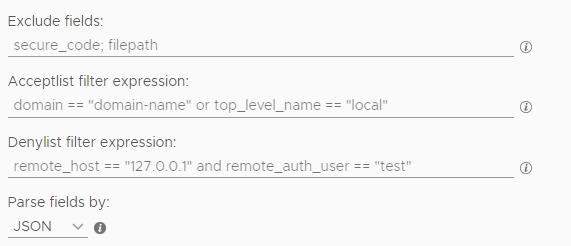 Exclude fields:
secure_code; filepath
Acceptlist filter expression:
domain == "domain-name" or top_level_name == "local"
Denylist filter expression:
remote_host == "127.0.0.1" and remote_auth_user == "test"
Parse fields by:
JSON